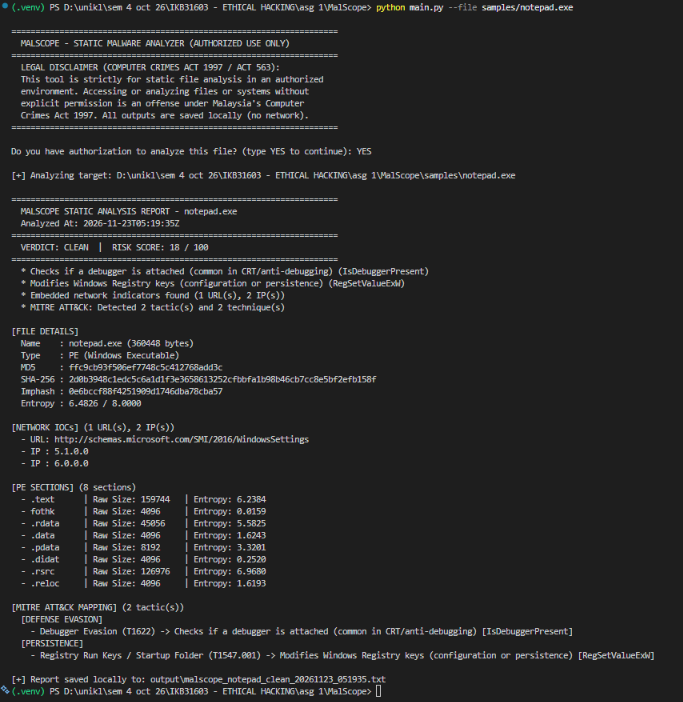 (.venv) PS D:\unikl\sem 4 oct 26\IKB31603 - ETHICAL HACKING\asg 1\MalScope> python main.py --file samples/notepad.exe
======================================================================
MALSCOPE - STATIC MALWARE ANALYZER (AUTHORIZED USE ONLY)
======================================================================
LEGAL DISCLAIMER (COMPUTER CRIMES ACT 1997 / ACT 563):
This tool is strictly for static file analysis in an authorized
environment. Accessing or analyzing files or systems without
explicit permission is an offense under Malaysia's Computer
Crimes Act 1997. All outputs are saved locally (no network).
======================================================================
Do you have authorization to analyze this file? (type YES to continue): YES
[+] Analyzing target: D:\unikl\sem 4 oct 26\IKB31603 - ETHICAL HACKING\asg 1\MalScope\samples\notepad.exe
======================================================================
MALSCOPE STATIC ANALYSIS REPORT - notepad.exe
Analyzed At: 2026-11-23T05:19:35Z
======================================================================
VERDICT: CLEAN | RISK SCORE: 18 / 100
======================================================================
* Checks if a debugger is attached (common in CRT/anti-debugging) (IsDebuggerPresent)
* Modifies Windows Registry keys (configuration or persistence) (RegSetValueExW)
* Embedded network indicators found (1 URL(s), 2 IP(s))
* MITRE ATT&CK: Detected 2 tactic(s) and 2 technique(s)
[FILE DETAILS]
Name : notepad.exe (360448 bytes)
Type : PE (Windows Executable)
MD5 : ffc9cb93f506ef7748c5c412768add3c
SHA-256 : 2d0b3948c1edc5c6a1d1f3e3658613252cfbbfa1b98b46cb7cc8e5bf2efb158f
Imphash : 0e6bccf88f4251909d1746dba78cba57
Entropy : 6.4826 / 8.0000
[NETWORK IOCs] (1 URL(s), 2 IP(s))
- URL: http://schemas.microsoft.com/SMI/2016/WindowsSettings
- IP : 5.1.0.0
- IP : 6.0.0.0
[PE SECTIONS] (8 sections)
- .text | Raw Size: 159744 | Entropy: 6.2384
- fothk | Raw Size: 4096 | Entropy: 0.0159
- .rdata | Raw Size: 45056 | Entropy: 5.5825
- .data | Raw Size: 4096 | Entropy: 1.6243
- .pdata | Raw Size: 8192 | Entropy: 3.3201
- .didat | Raw Size: 4096 | Entropy: 0.2520
- .rsrc | Raw Size: 126976 | Entropy: 6.9680
- .reloc | Raw Size: 4096 | Entropy: 1.6193
[MITRE ATT&CK MAPPING] (2 tactic(s))
[DEFENSE EVASION]
- Debugger Evasion (T1622) -> Checks if a debugger is attached (common in CRT/anti-debugging) [IsDebuggerPresent]
[PERSISTENCE]
- Registry Run Keys / Startup Folder (T1547.001) -> Modifies Windows Registry keys (configuration or persistence) [RegSetValueExW]
[+] Report saved locally to: output\malscope_notepad_clean_20261123_051935.txt
(.venv) PS D:\unikl\sem 4 oct 26\IKB31603 - ETHICAL HACKING\asg 1\MalScope>